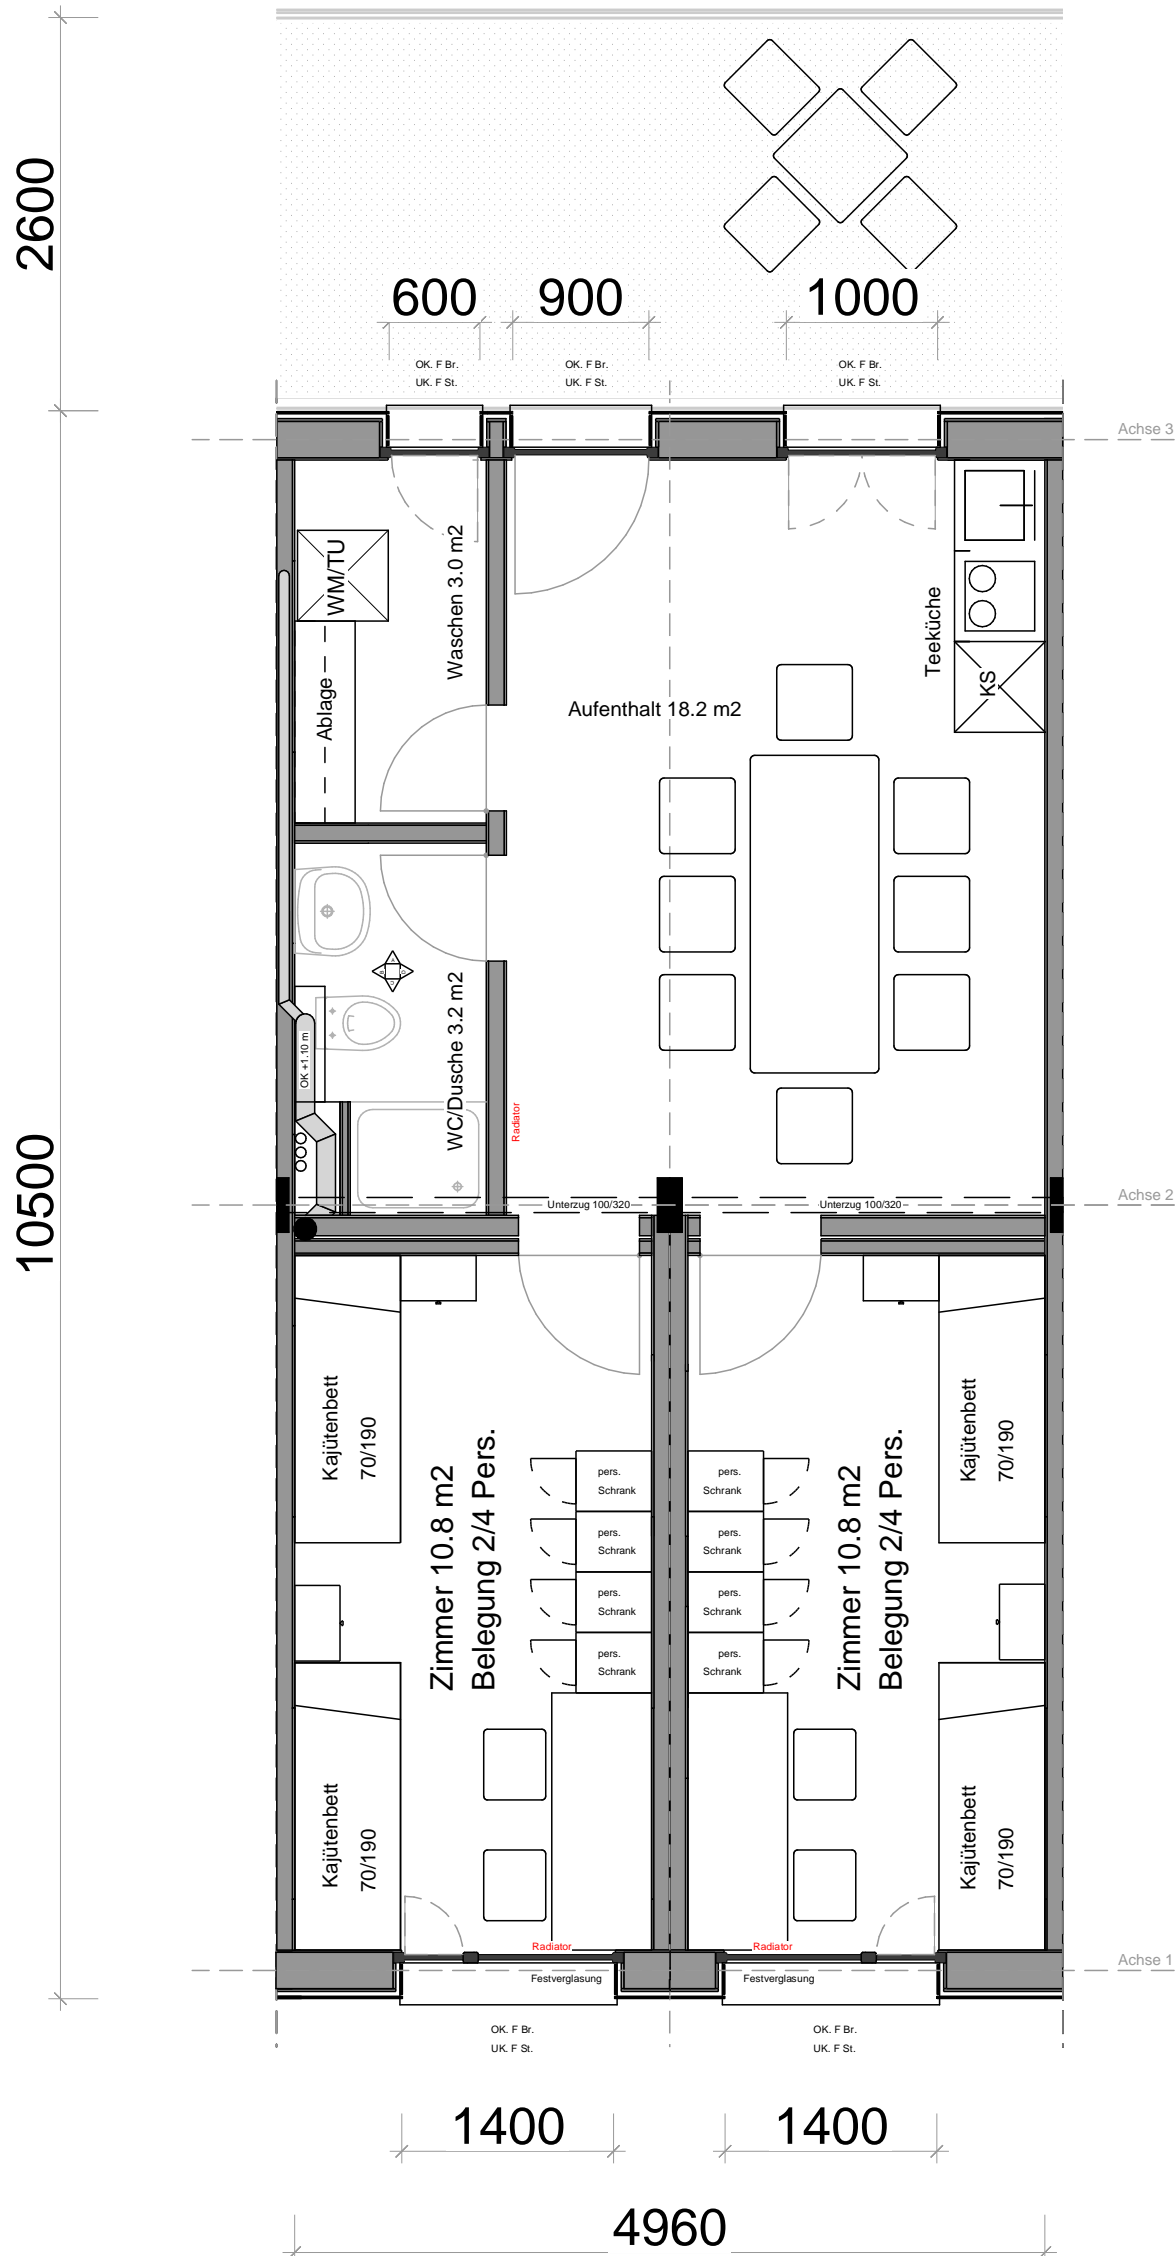 2600
600
900
1000
OK. F Br.
UK. F St.
OK. F Br.
UK. F St.
OK. F Br.
UK. F St.
Achse 3
WM/TU
Waschen 3.0 m2
Ablage
Teeküche
KS
Aufenthalt 18.2 m2
OK +1.10 m
WC/Dusche 3.2 m2
Radiator
Unterzug 100/320
Unterzug 100/320
Achse 2
10500
Kajütenbett
70/190
Zimmer 10.8 m2
Belegung 2/4 Pers.
pers.
Schrank
pers.
Schrank
pers.
Schrank
pers.
Schrank
pers.
Schrank
pers.
Schrank
pers.
Schrank
pers.
Schrank
Zimmer 10.8 m2
Belegung 2/4 Pers.
Kajütenbett
70/190
Kajütenbett
70/190
Kajütenbett
70/190
Radiator
Radiator
Festverglasung
Festverglasung
Achse 1
OK. F Br.
UK. F St.
OK. F Br.
UK. F St.
1400
1400
4960